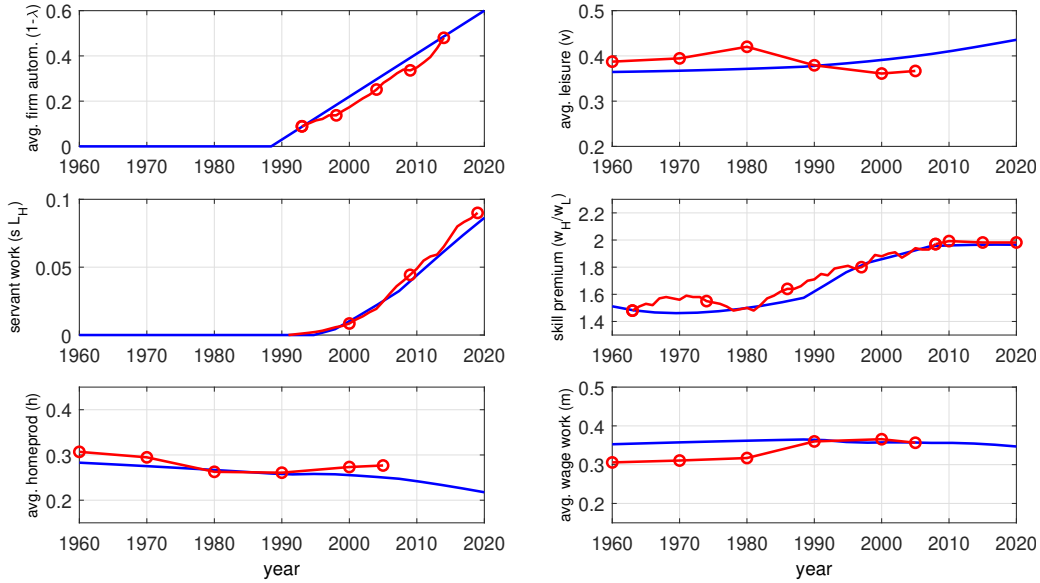 avg. firm autom. (1-λ)
0.6
0.4
0.2
0
1960 1970 1980 1990 2000 2010 2020
avg. leisure (v)
0.5
0.4
0.3
0.2
1960 1970 1980 1990 2000 2010 2020
servant work (s L_H)
0.1
0.05
0
1960 1970 1980 1990 2000 2010 2020
skill premium (w_H/w_L)
2.2
2
1.8
1.6
1.4
1960 1970 1980 1990 2000 2010 2020
avg. homeprod (h)
0.4
0.3
0.2
1960 1970 1980 1990 2000 2010 2020
year
avg. wage work (m)
0.5
0.4
0.3
0.2
1960 1970 1980 1990 2000 2010 2020
year